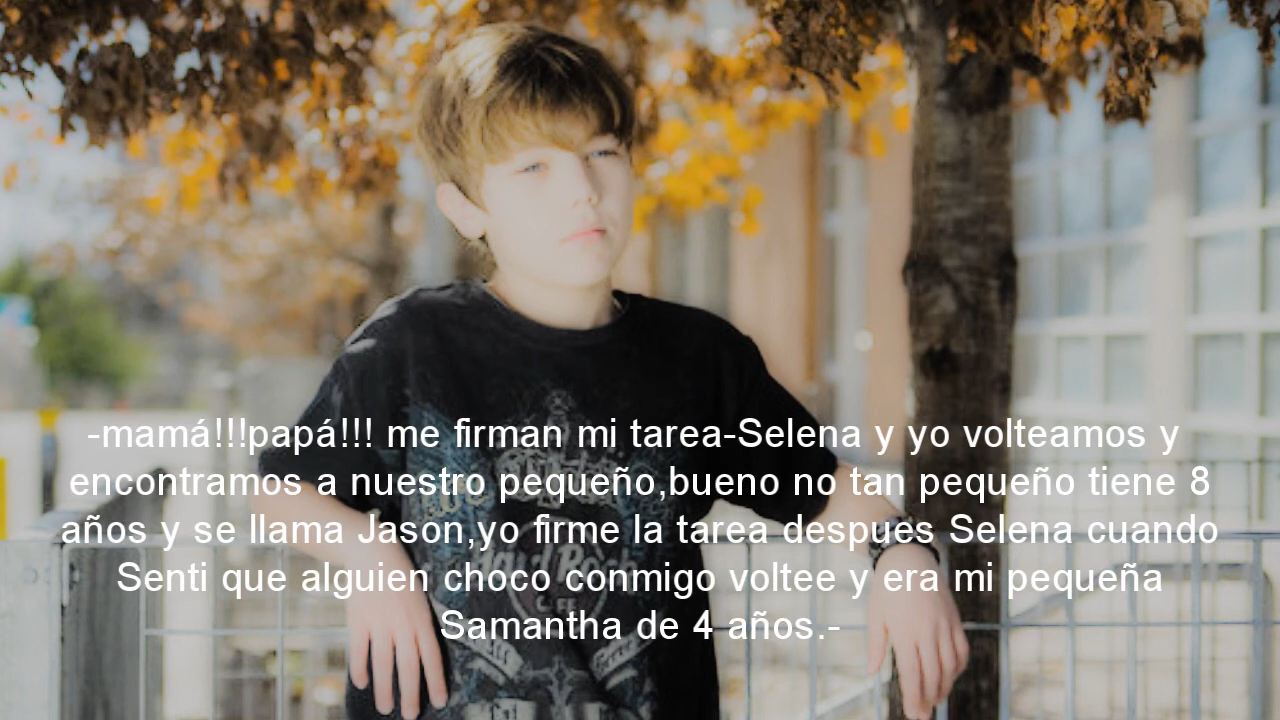 -mamá!!!papá!!! me firman mi tarea-Selena y yo volteamos y
encontramos a nuestro pequeño,bueno no tan pequeño tiene 8
años y se llama Jason,yo firme la tarea despues Selena cuando
Senti que alguien choco conmigo voltee y era mi pequeña
Samantha de 4 años.-